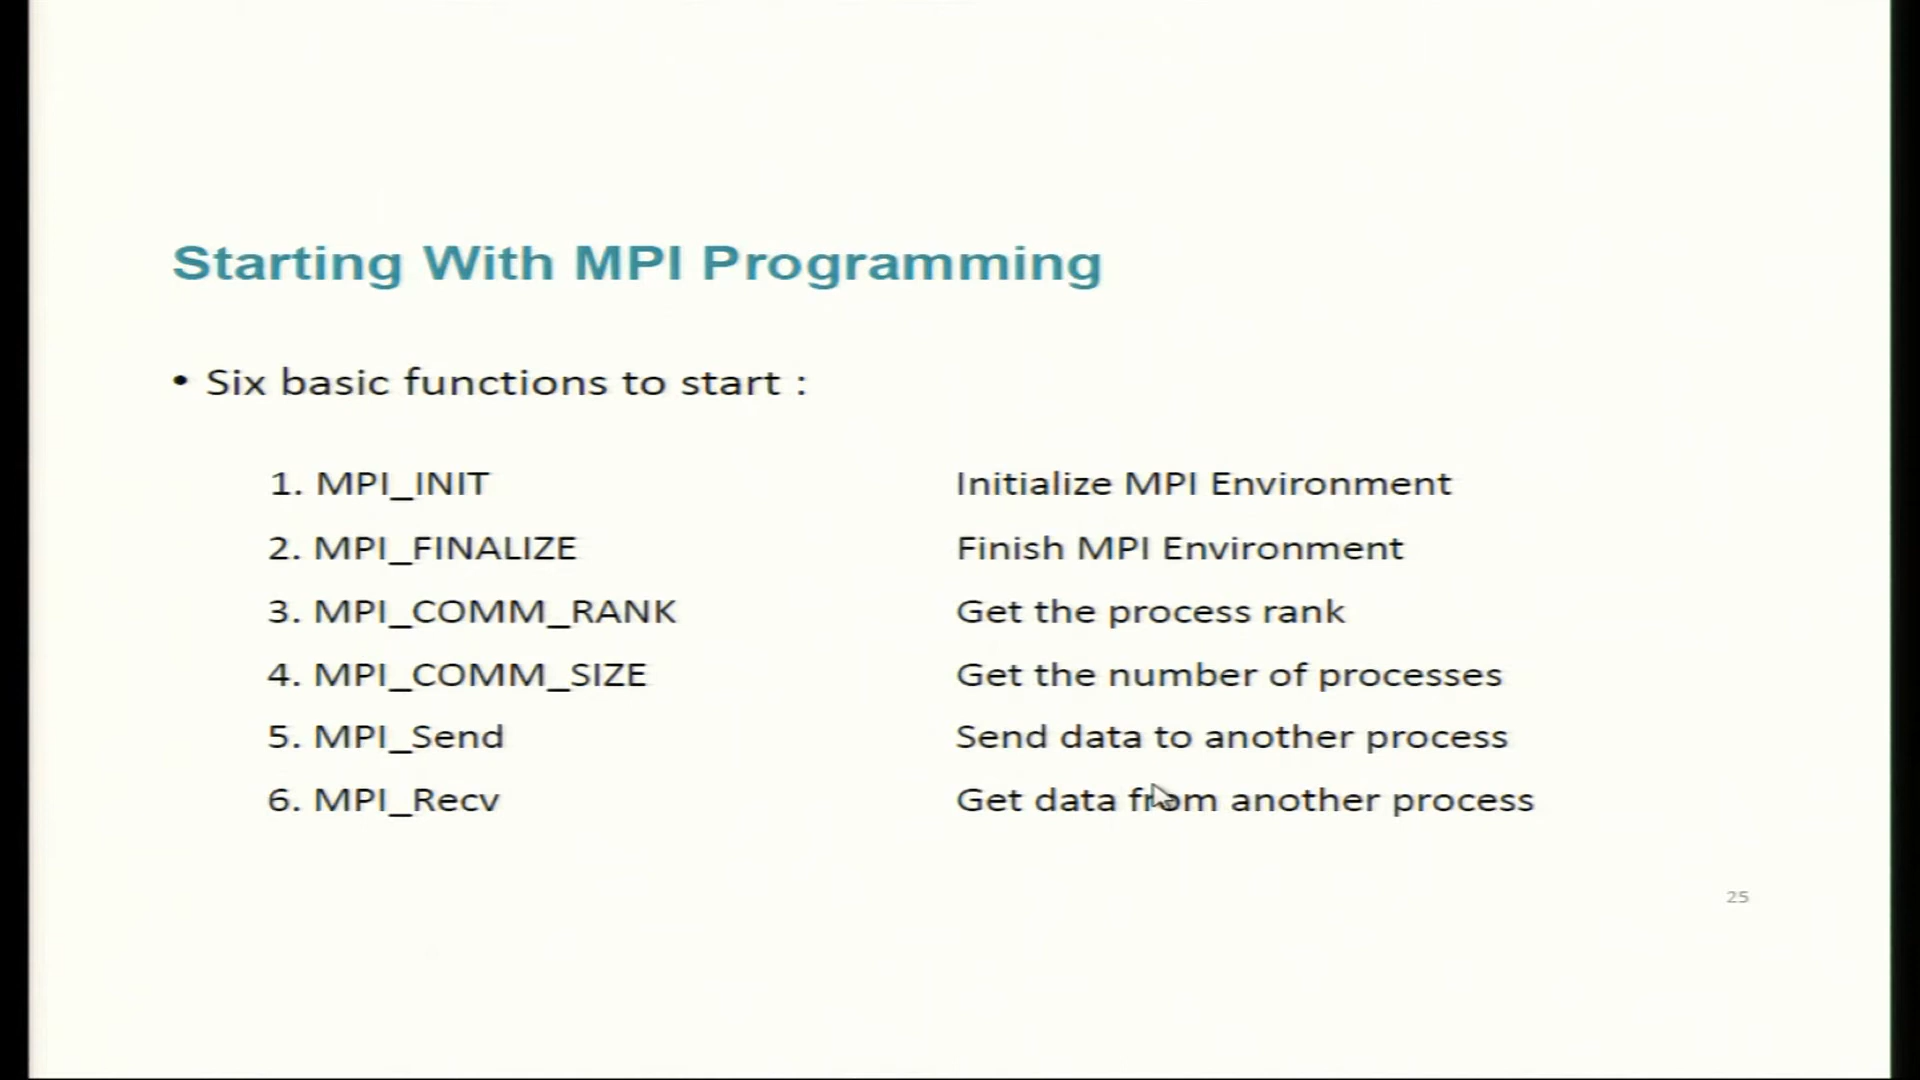 Starting With MPI Programming
• Six basic functions to start :
1. MPI_INIT Initialize MPI Environment
2. MPI_FINALIZE Finish MPI Environment
3. MPI_COMM_RANK Get the process rank
4. MPI_COMM_SIZE Get the number of processes
5. MPI_Send Send data to another process
6. MPI_Recv Get data from another process
25